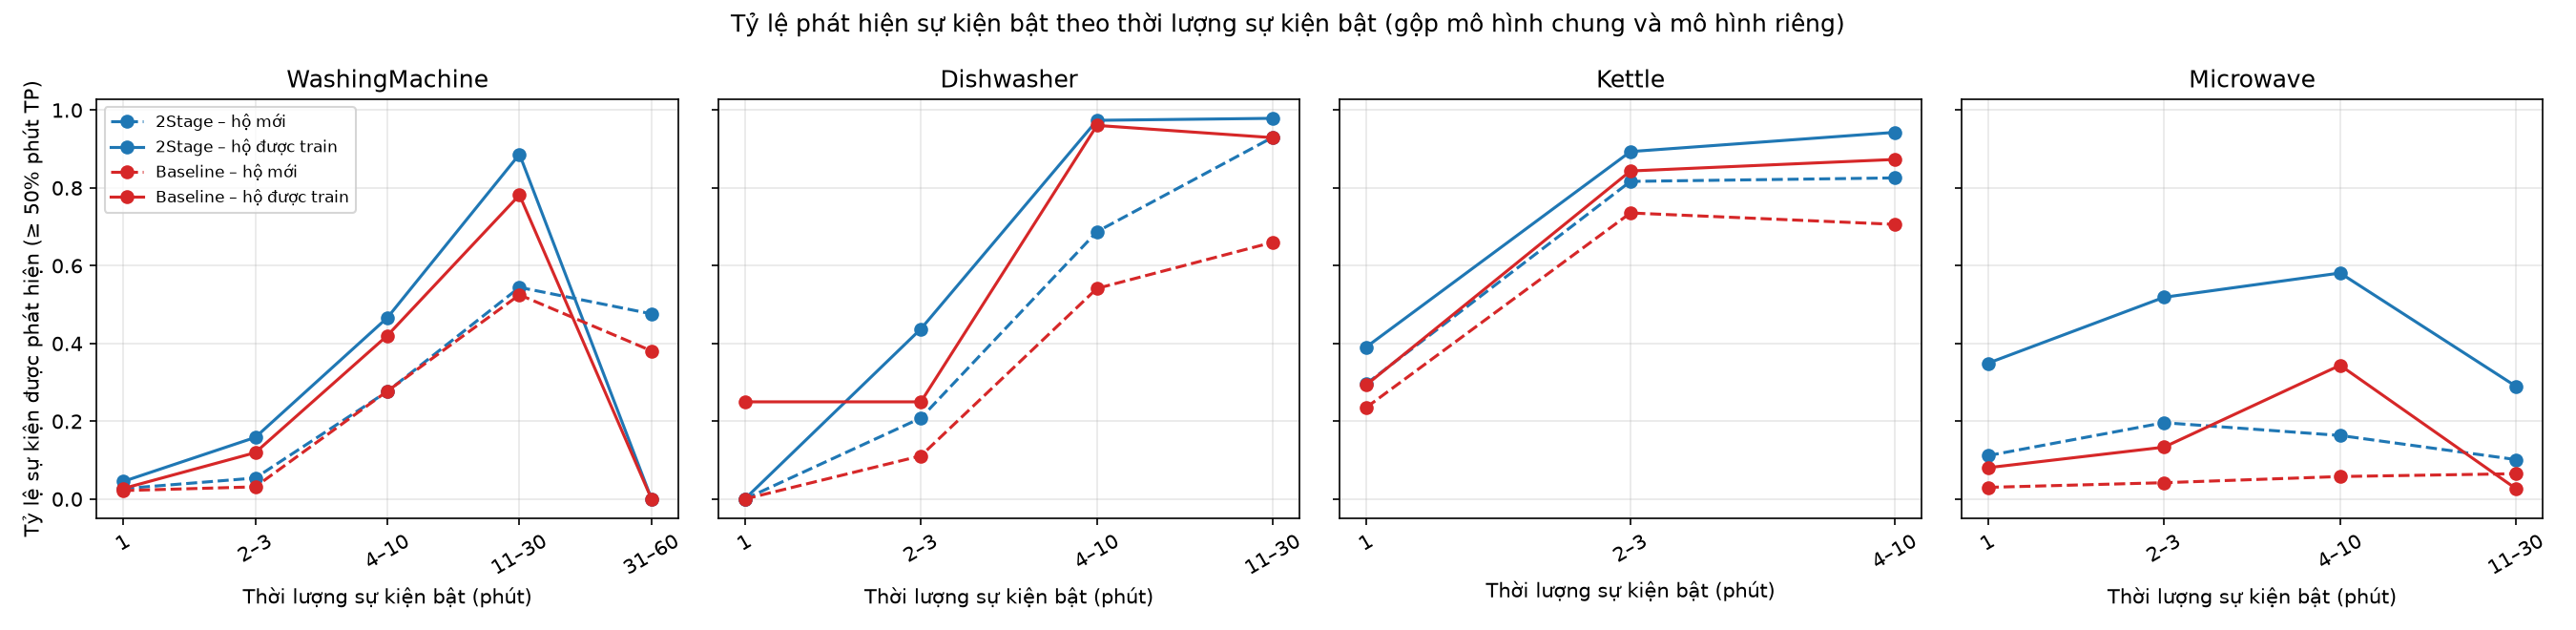 Tỷ lệ phát hiện sự kiện bật theo thời lượng sự kiện bật (gộp mô hình chung và mô hình riêng)
WashingMachine
Tỷ lệ sự kiện được phát hiện (≥ 50% phút TP)
1.0
0.8
0.6
0.4
0.2
0.0
2Stage – hộ mới
2Stage – hộ được train
Baseline – hộ mới
Baseline – hộ được train
1
2–3
4–10
11–30
31–60
Thời lượng sự kiện bật (phút)
Dishwasher
1
2–3
4–10
11–30
Thời lượng sự kiện bật (phút)
Kettle
1
2–3
4–10
Thời lượng sự kiện bật (phút)
Microwave
1
2–3
4–10
11–30
Thời lượng sự kiện bật (phút)